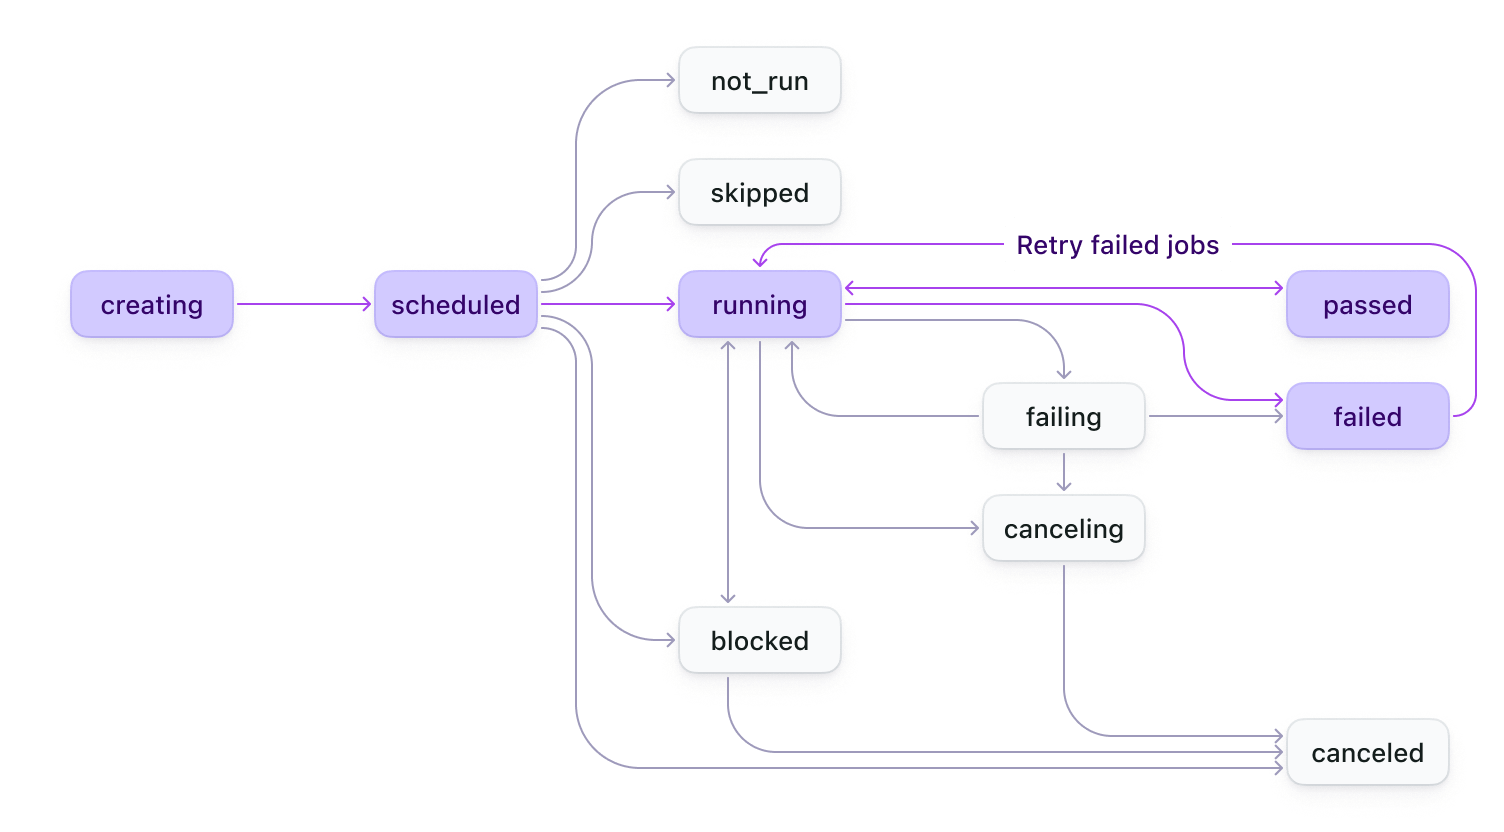 not_run
skipped
Retry failed jobs
creating
scheduled
running
passed
failing
failed
canceling
blocked
canceled